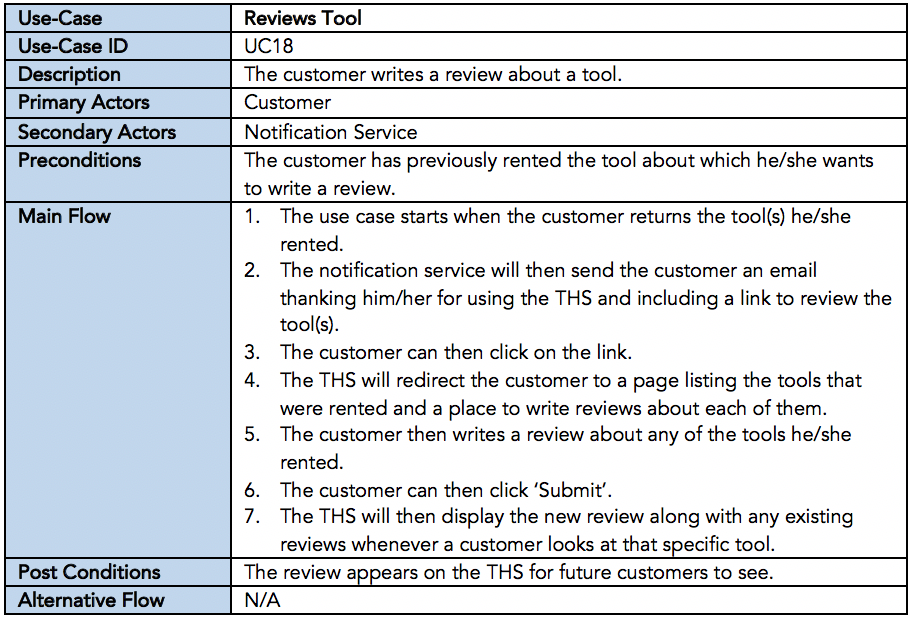 Use-Case Reviews Tool
Use-Case ID UC18
Description The customer writes a review about a tool.
Primary Actors Customer
Secondary Actors Notification Service
Preconditions The customer has previously rented the tool about which he/she wants
to write a review.
Main Flow 1. The use case starts when the customer returns the tool(s) he/she
rented.
2. The notification service will then send the customer an email
thanking him/her for using the THS and including a link to review the
tool(s).
3. The customer can then click on the link.
4. The THS will redirect the customer to a page listing the tools that
were rented and a place to write reviews about each of them.
5. The customer then writes a review about any of the tools he/she
rented.
6. The customer can then click ‘Submit’.
7. The THS will then display the new review along with any existing
reviews whenever a customer looks at that specific tool.
Post Conditions The review appears on the THS for future customers to see.
Alternative Flow N/A